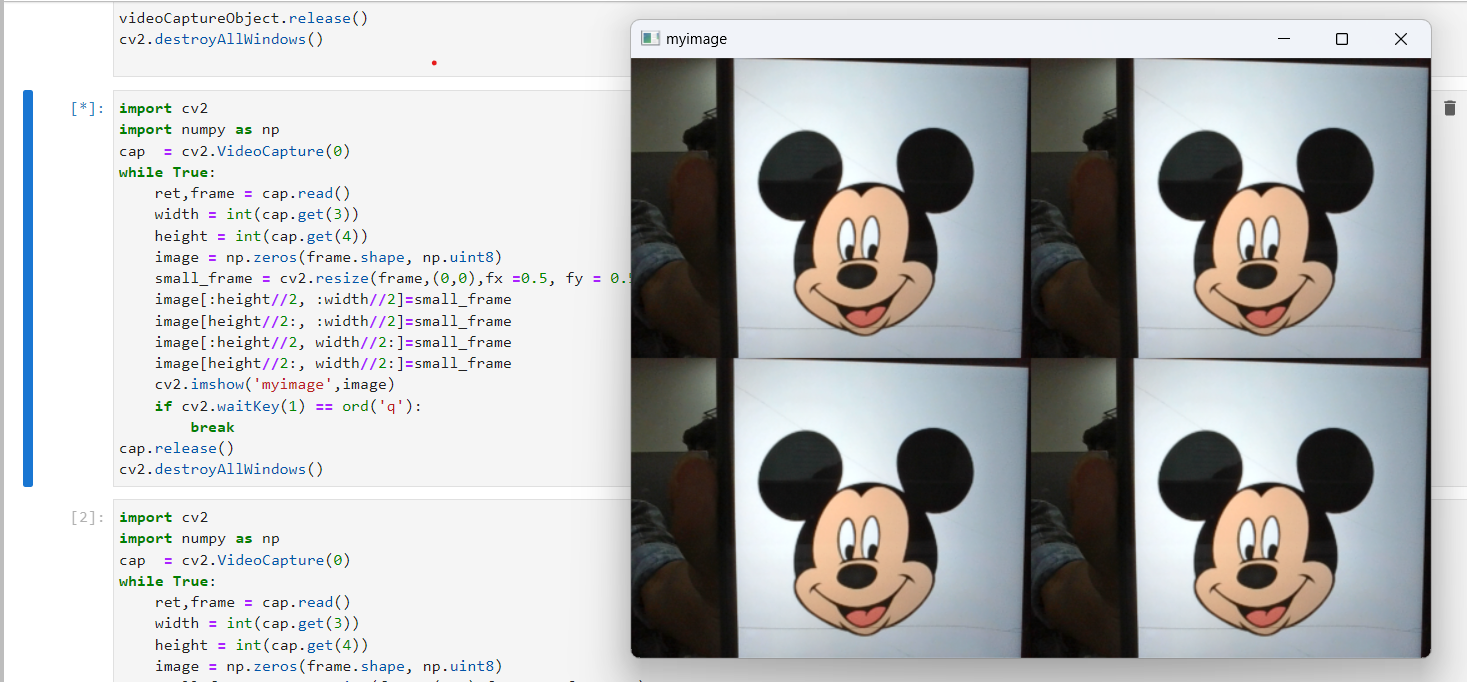 videoCaptureObject.release()
cv2.destroyAllWindows()
myimage
[*]:
import cv2
import numpy as np
cap  = cv2.VideoCapture(0)
while True:
    ret,frame = cap.read()
    width = int(cap.get(3))
    height = int(cap.get(4))
    image = np.zeros(frame.shape, np.uint8)
    small_frame = cv2.resize(frame,(0,0),fx =0.5, fy = 0.
    image[:height//2, :width//2]=small_frame
    image[height//2:, :width//2]=small_frame
    image[:height//2, width//2:]=small_frame
    image[height//2:, width//2:]=small_frame
    cv2.imshow('myimage',image)
    if cv2.waitKey(1) == ord('q'):
        break
cap.release()
cv2.destroyAllWindows()
[2]:
import cv2
import numpy as np
cap  = cv2.VideoCapture(0)
while True:
    ret,frame = cap.read()
    width = int(cap.get(3))
    height = int(cap.get(4))
    image = np.zeros(frame.shape, np.uint8)